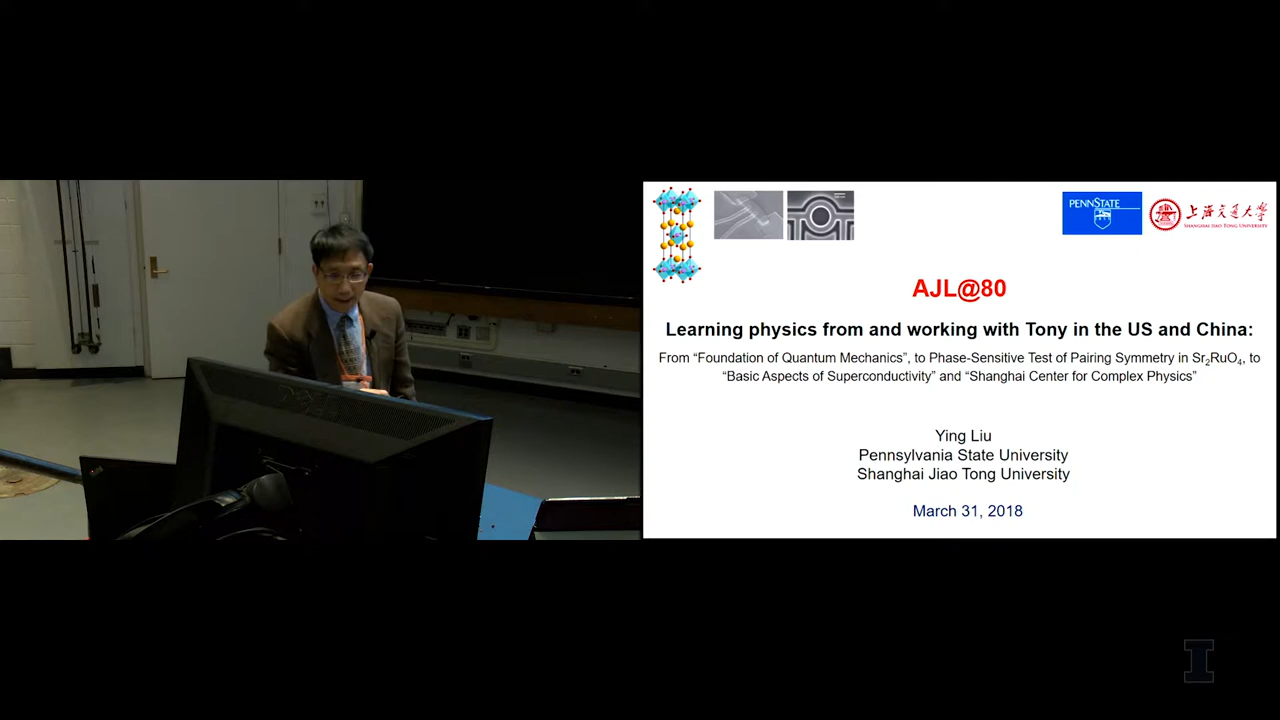 PENNSTATE
上海交通大学
SHANGHAI JIAO TONG UNIVERSITY
AJL@80
Learning physics from and working with Tony in the US and China:
From “Foundation of Quantum Mechanics”, to Phase-Sensitive Test of Pairing Symmetry in Sr₂RuO₄, to
“Basic Aspects of Superconductivity” and “Shanghai Center for Complex Physics”
Ying Liu
Pennsylvania State University
Shanghai Jiao Tong University
March 31, 2018